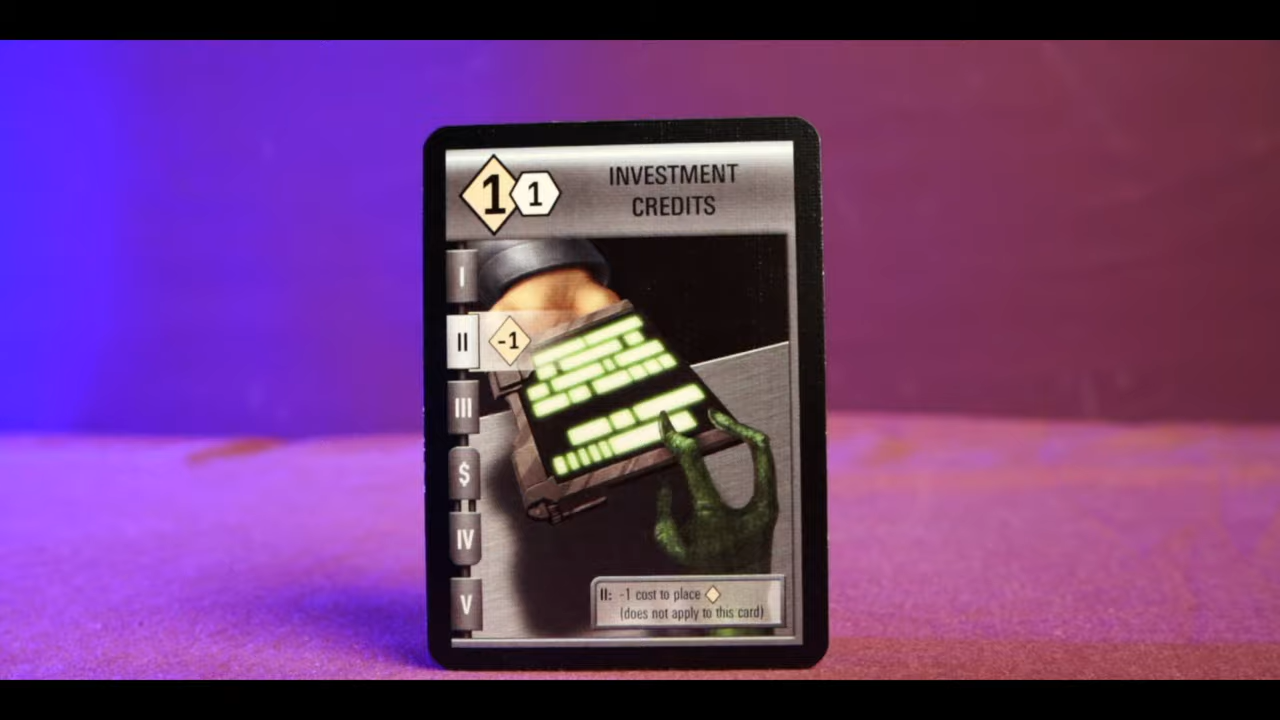 1 1 INVESTMENT
CREDITS
I
II -1
III
$
IV
V
II: -1 cost to place
(does not apply to this card)